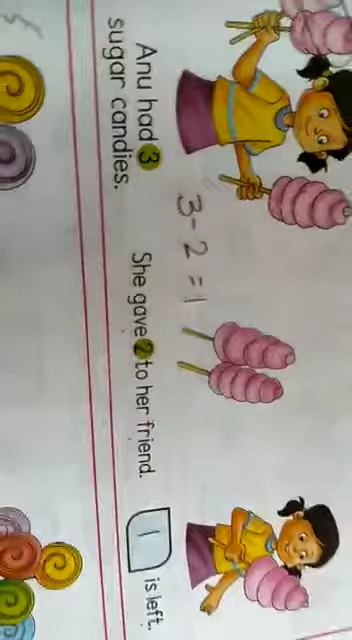 3 - 2 = 1
Anu had 3
sugar candies.
She gave 2 to her friend.
1 is left.